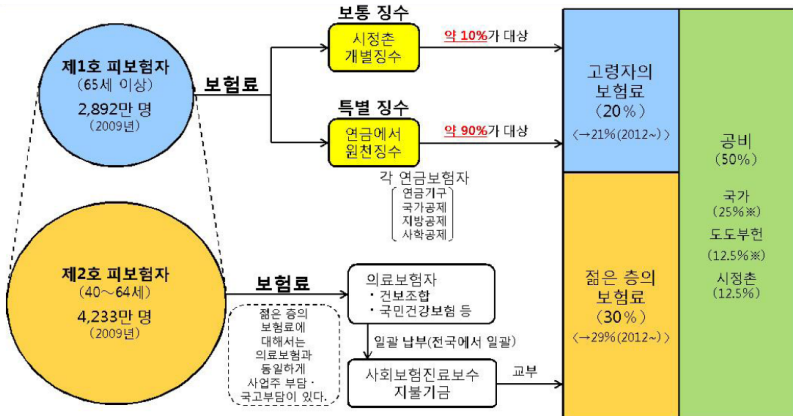 보통 징수
시정촌
개별징수
약 10%가 대상
제1호 피보험자
(65세 이상)
2,892만 명
(2009년)
보험료
특별 징수
연금에서
원천징수
약 90%가 대상
각 연금보험자
연금기구
국가공제
지방공제
사학공제
고령자의
보험료
(20%)
<→21%(2012~)>
공비
(50%)
국가
(25%※)
도도부현
(12.5%※)
시정촌
(12.5%)
제2호 피보험자
(40~64세)
4,233만 명
(2009년)
보험료
젊은 층의
보험료에
대해서는
의료보험과
동일하게
사업주 부담·
국고부담이 있다.
의료보험자
· 건보조합
· 국민건강보험 등
일괄 납부(전국에서 일괄)
사회보험진료보수
지불기금
교부
젊은 층의
보험료
(30%)
<→29%(2012~)>